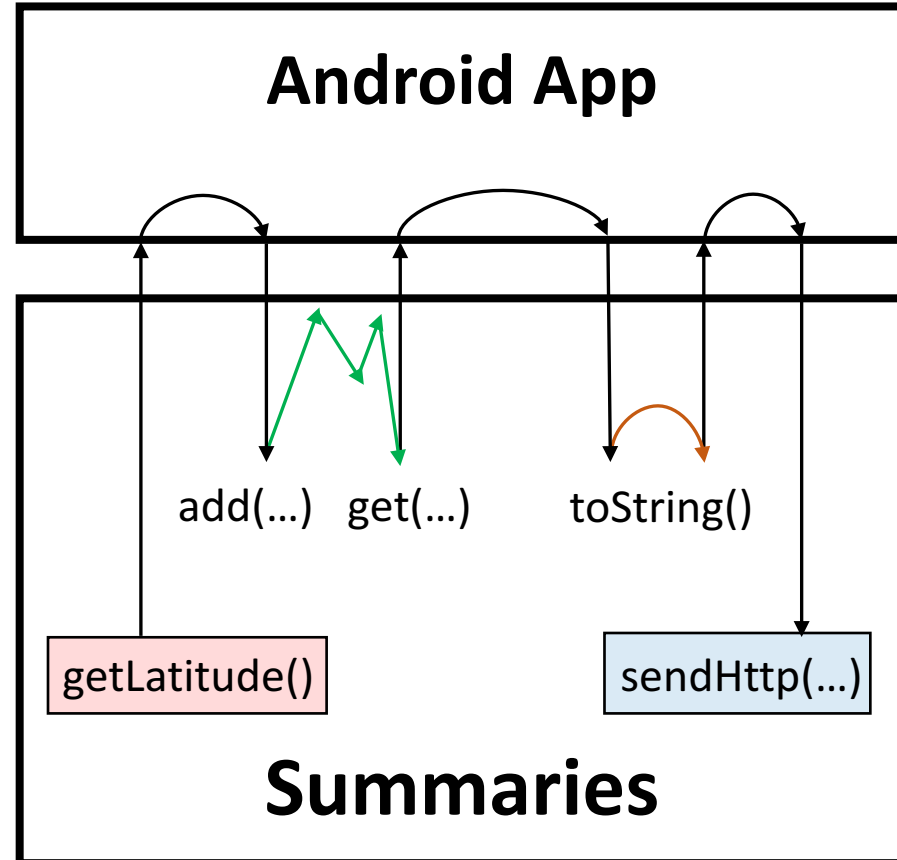 Android App
add(…) get(…) toString()
getLatitude() sendHttp(…)
Summaries